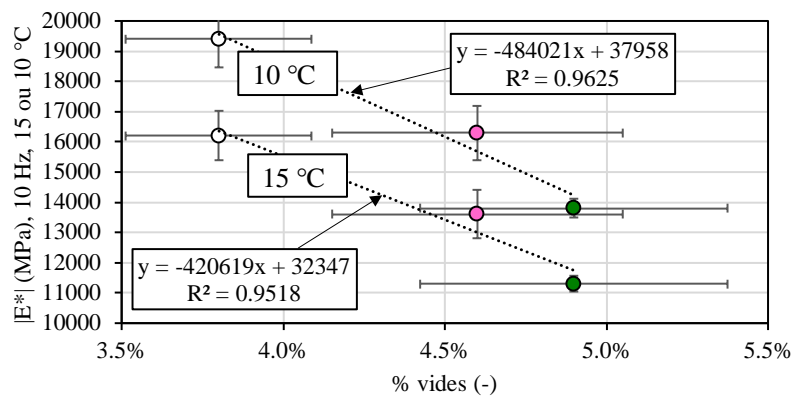 |E*| (MPa), 10 Hz, 15 ou 10 °C
20000
19000
18000
17000
16000
15000
14000
13000
12000
11000
10000
10 °C
y = -484021x + 37958
R² = 0.9625
15 °C
y = -420619x + 32347
R² = 0.9518
3.5%
4.0%
4.5%
5.0%
5.5%
% vides (-)